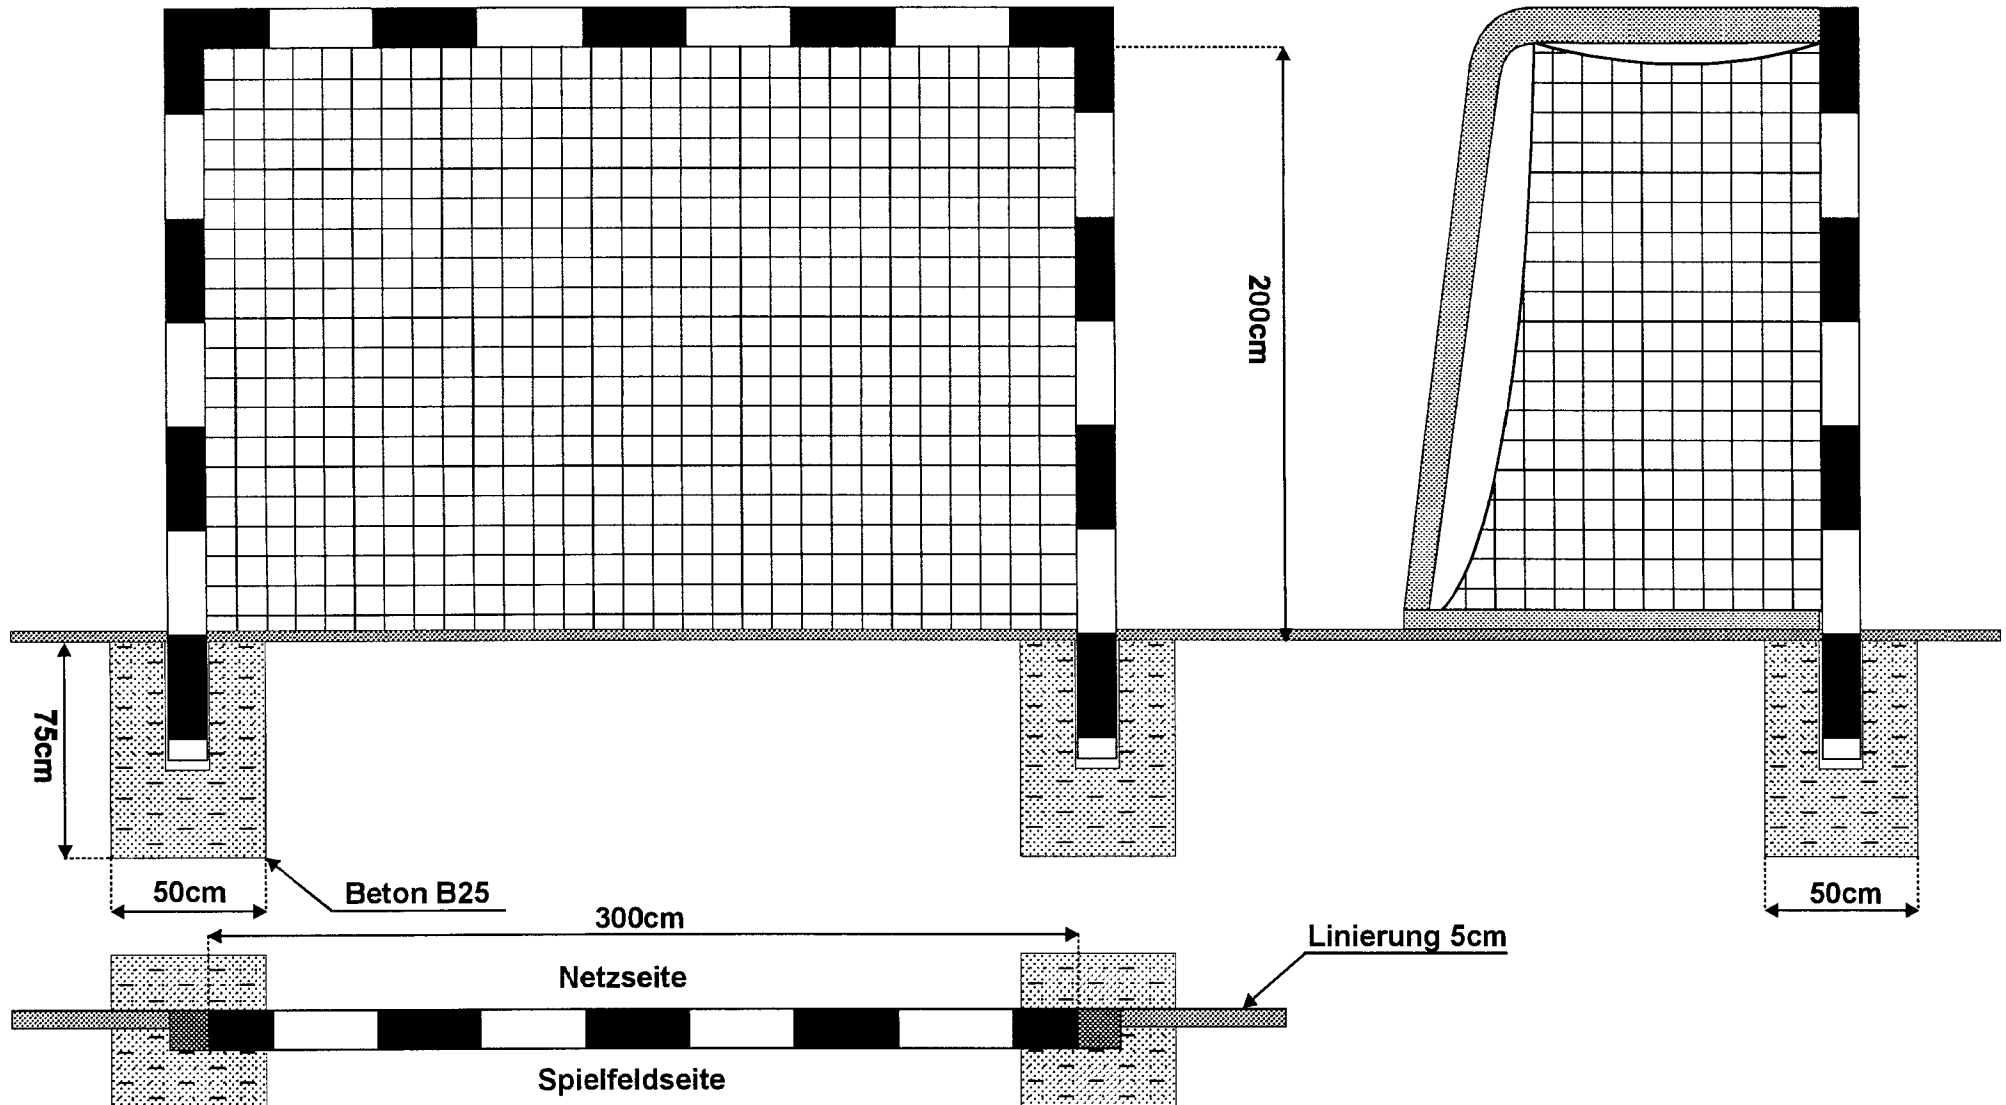 200cm
75cm
50cm
Beton B25
50cm
300cm
Linierung 5cm
Netzseite
Spielfeldseite